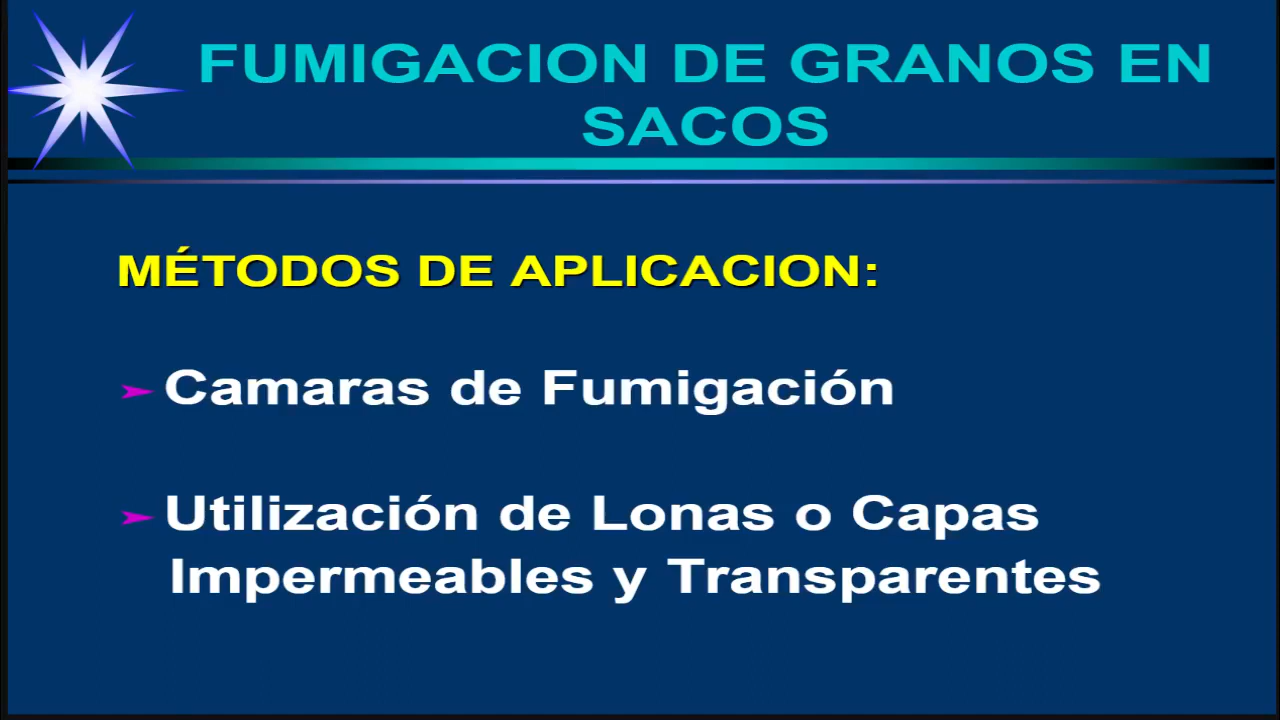 FUMIGACION DE GRANOS EN
SACOS
MÉTODOS DE APLICACION:
Camaras de Fumigación
Utilización de Lonas o Capas
Impermeables y Transparentes